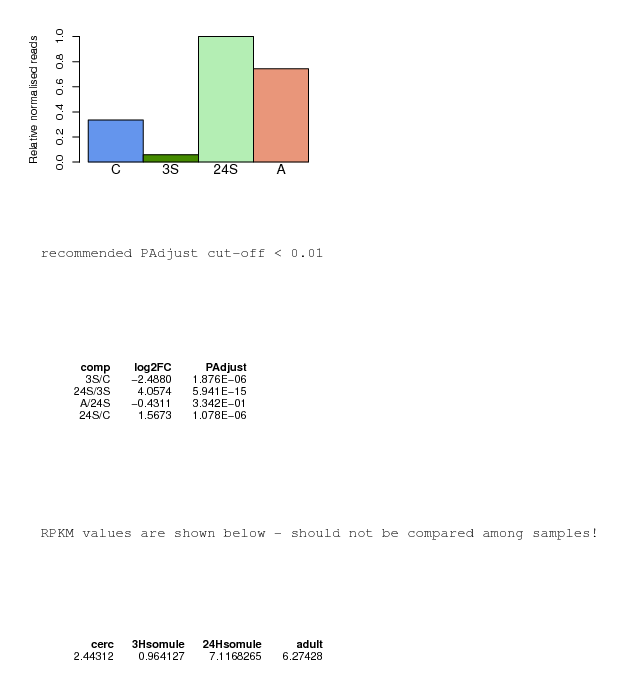 Relative normalised reads
1.0
0.8
0.6
0.4
0.2
0.0
C 3S 24S A
recommended PAdjust cut-off < 0.01
comp log2FC PAdjust
3S/C −2.4880 1.876E−06
24S/3S 4.0574 5.941E−15
A/24S −0.4311 3.342E−01
24S/C 1.5673 1.078E−06
RPKM values are shown below - should not be compared among samples!
cerc 3Hsomule 24Hsomule adult
2.44312 0.964127 7.1168265 6.27428